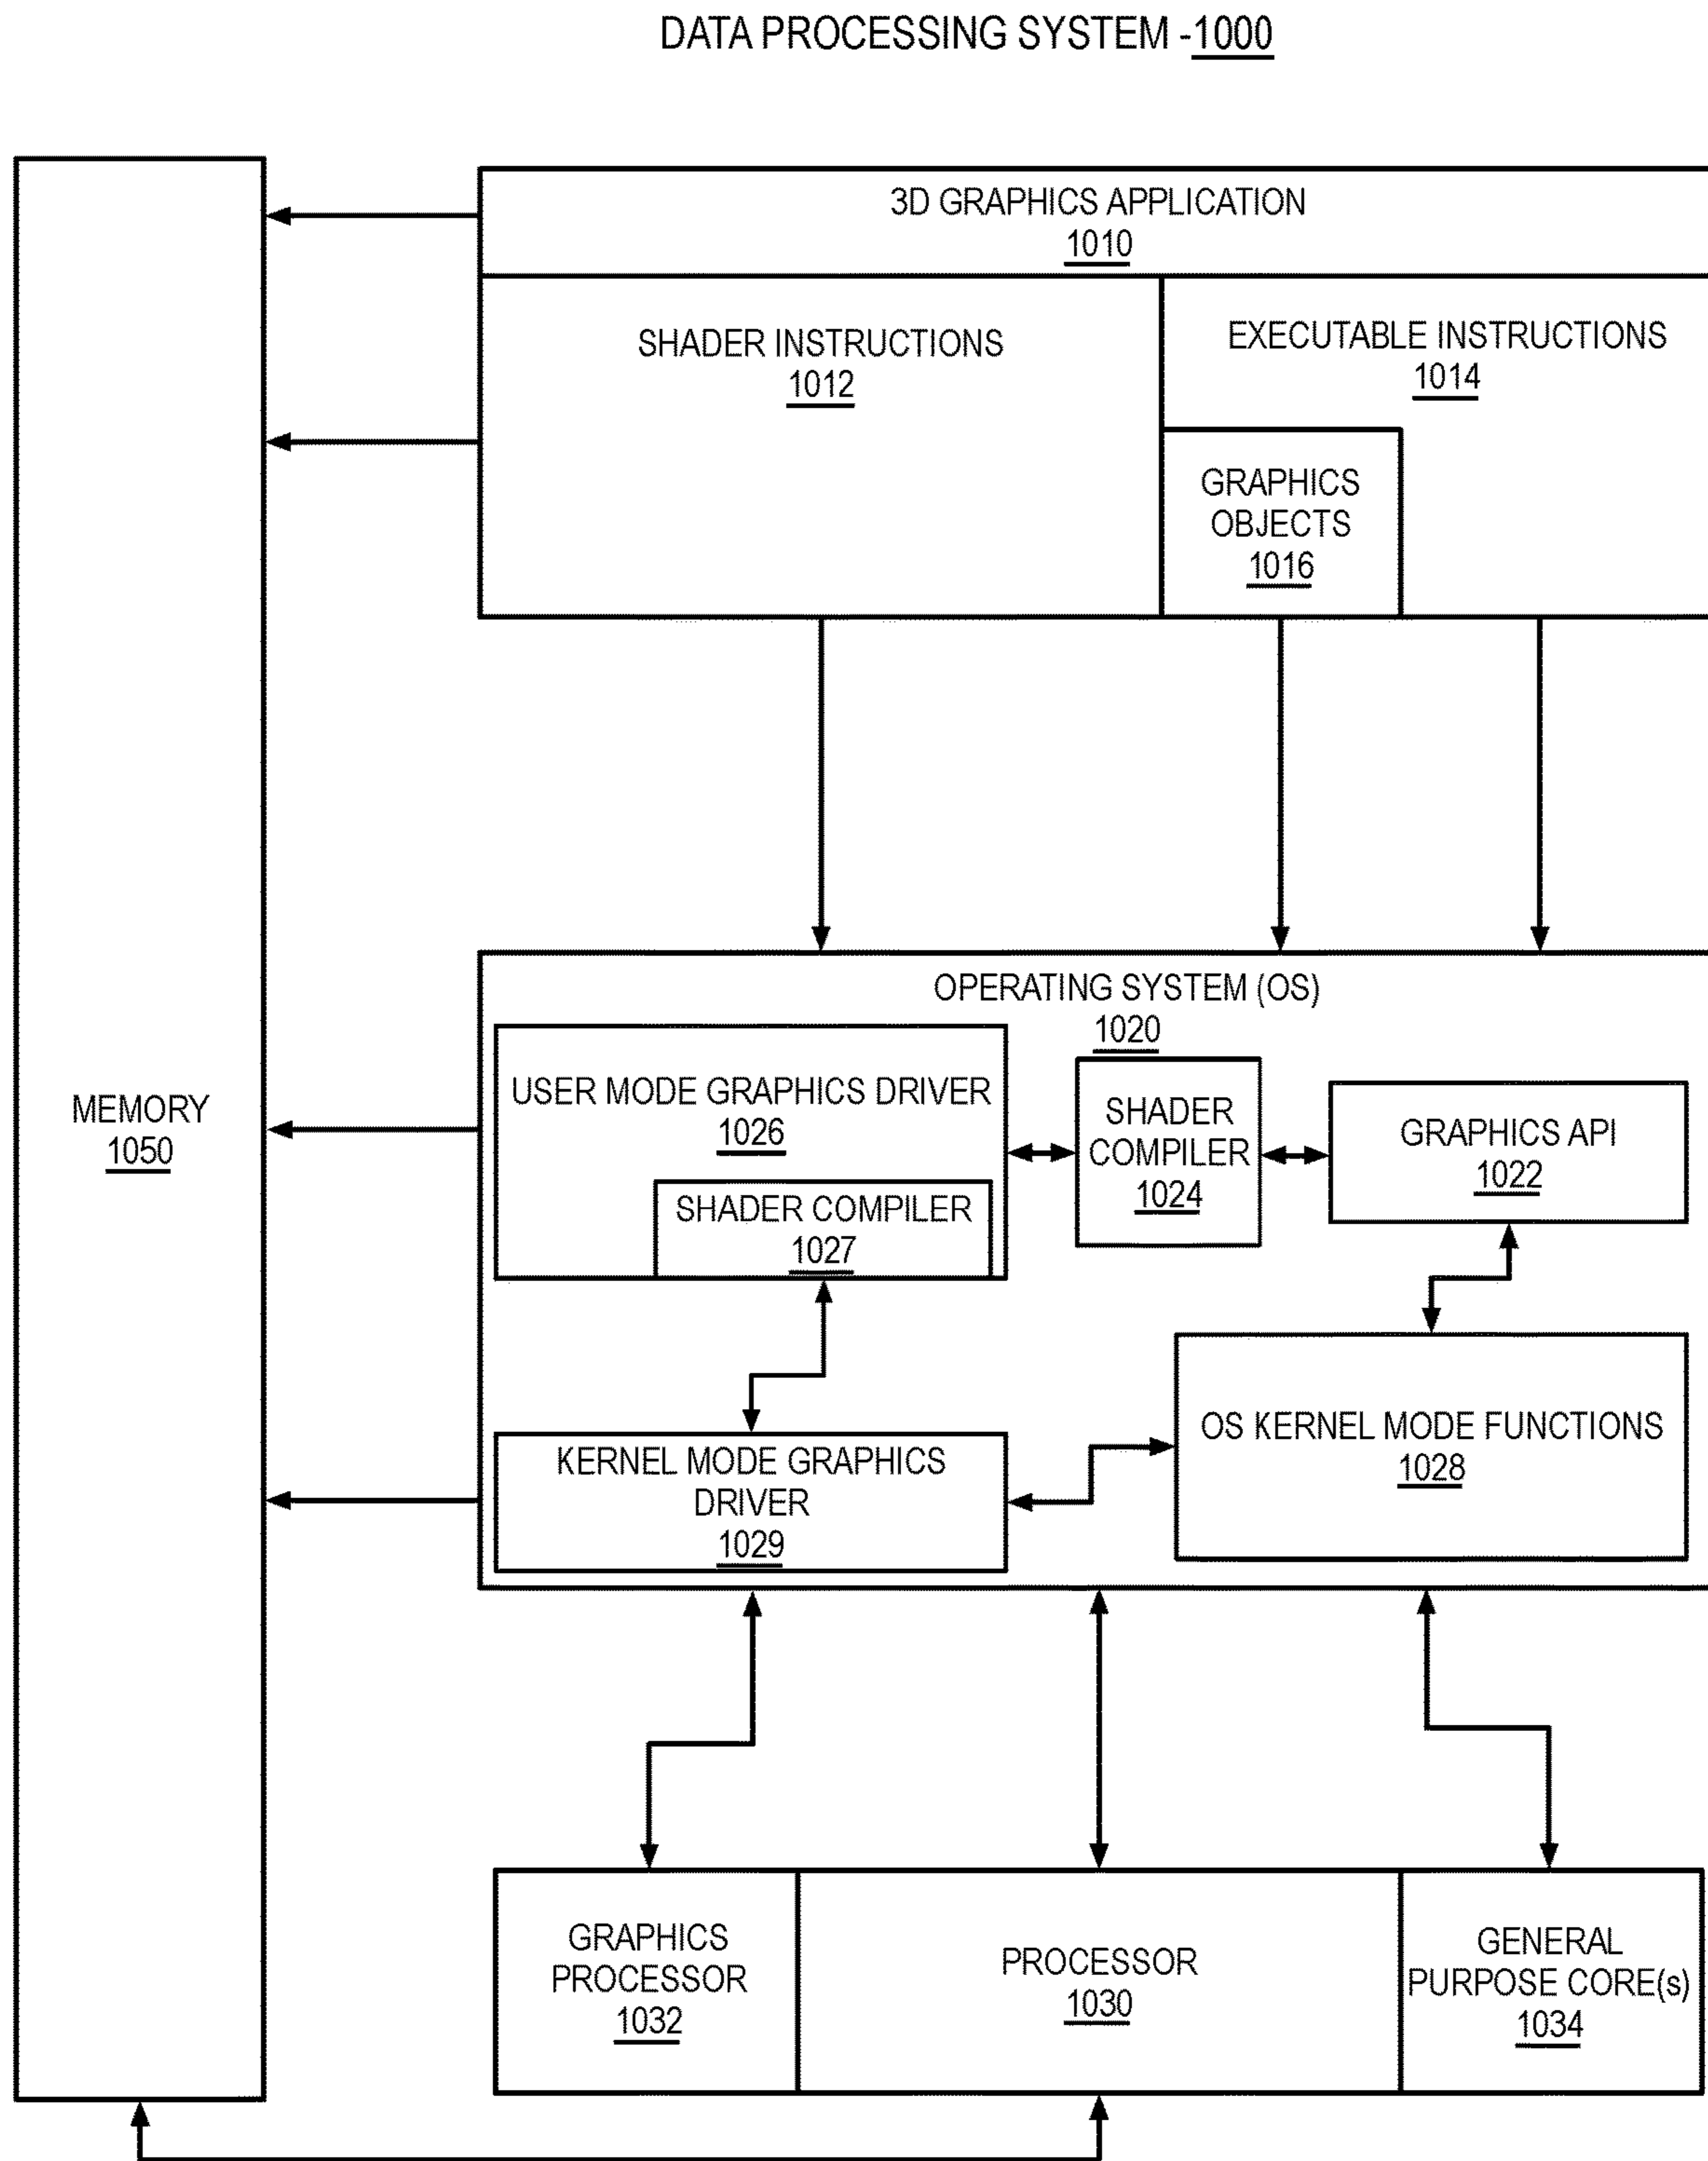 DATA PROCESSING SYSTEM -1000
3D GRAPHICS APPLICATION
1010
SHADER INSTRUCTIONS
1012
EXECUTABLE INSTRUCTIONS
1014
GRAPHICS
OBJECTS
1016
MEMORY
1050
OPERATING SYSTEM (OS)
1020
USER MODE GRAPHICS DRIVER
1026
SHADER COMPILER
1027
SHADER
COMPILER
1024
GRAPHICS API
1022
KERNEL MODE GRAPHICS
DRIVER
1029
OS KERNEL MODE FUNCTIONS
1028
GRAPHICS
PROCESSOR
1032
PROCESSOR
1030
GENERAL
PURPOSE CORE(s)
1034